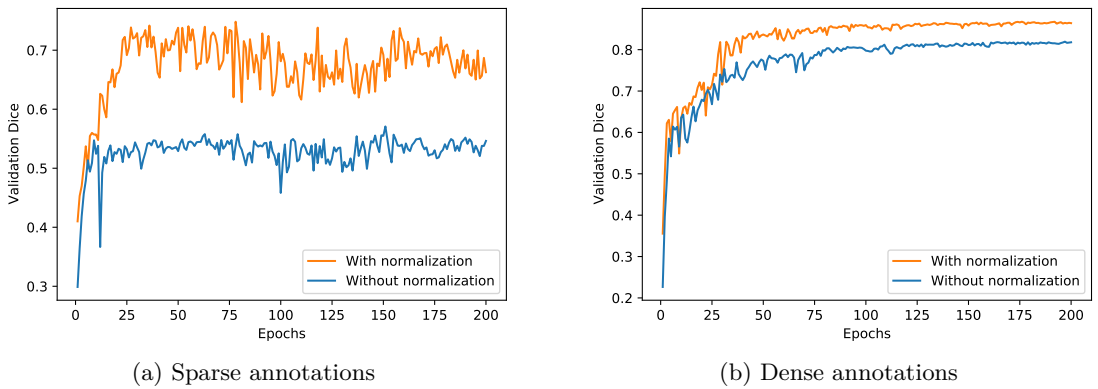 0.7
0.6
0.5
0.4
0.3
Validation Dice
0 25 50 75 100 125 150 175 200
Epochs
With normalization
Without normalization
(a) Sparse annotations
0.8
0.7
0.6
0.5
0.4
0.3
0.2
Validation Dice
0 25 50 75 100 125 150 175 200
Epochs
With normalization
Without normalization
(b) Dense annotations